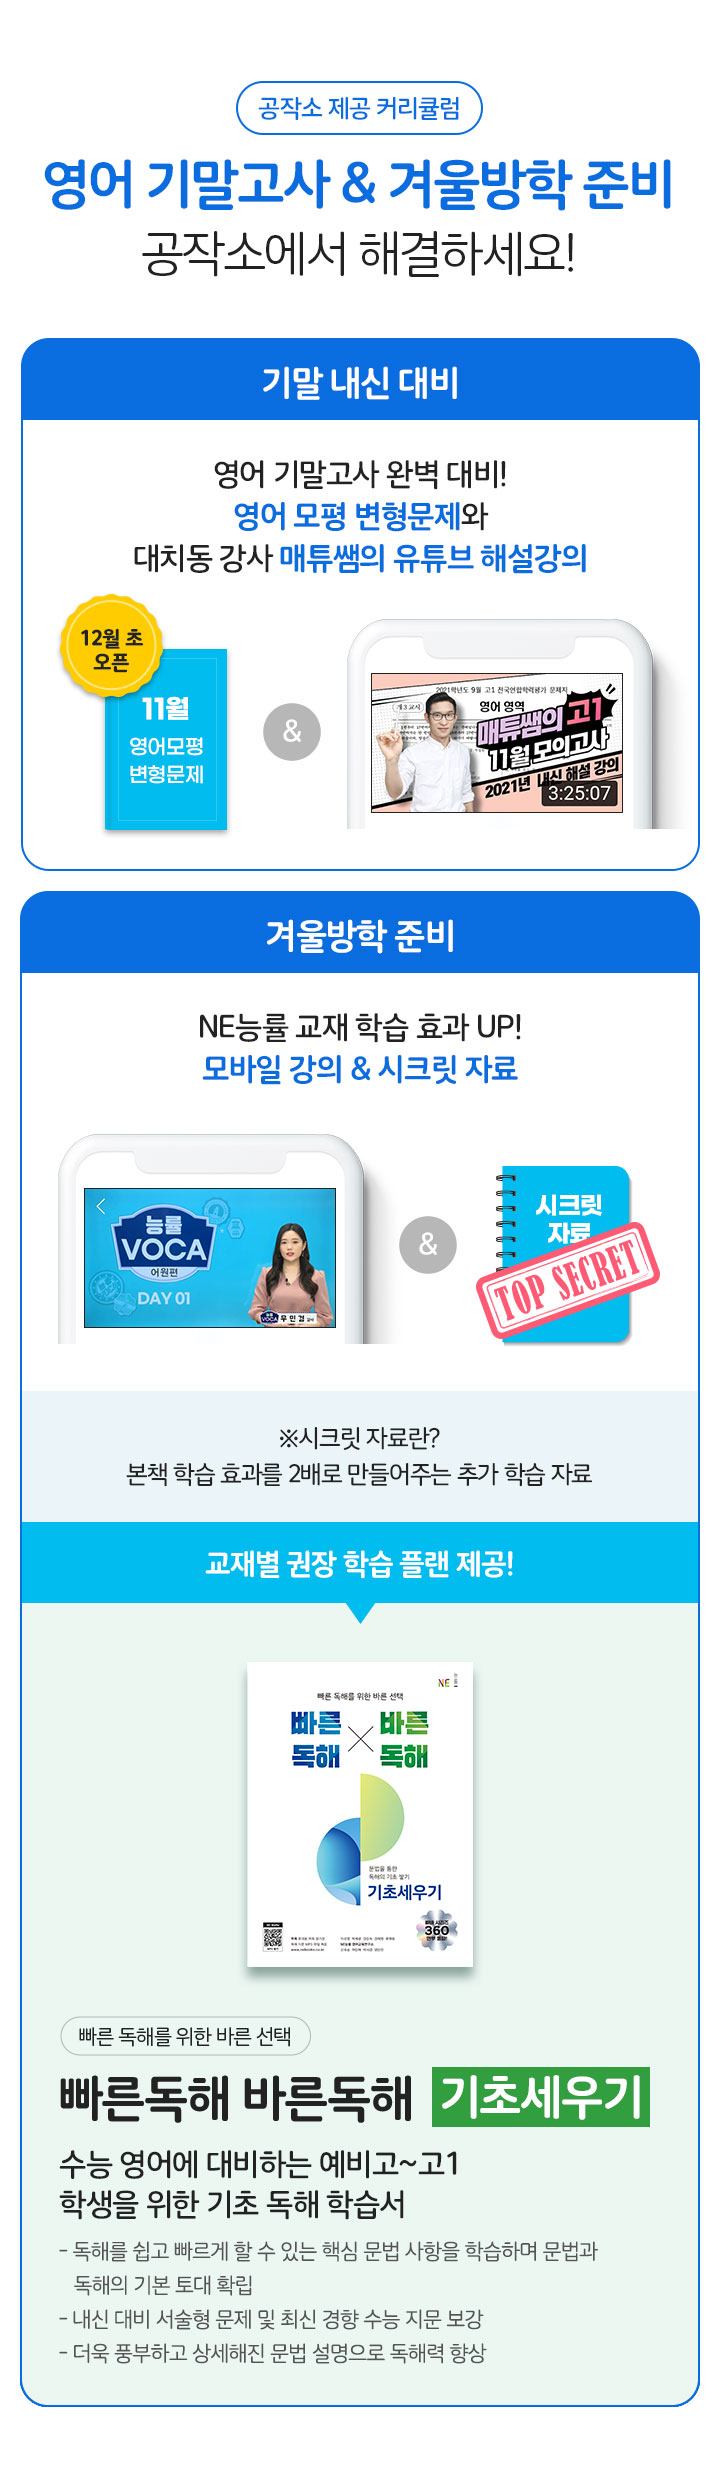 공작소 제공 커리큘럼
영어 기말고사 & 겨울방학 준비
공작소에서 해결하세요!
기말 내신 대비
영어 기말고사 완벽 대비!
영어 모평 변형문제와
대치동 강사 매튜쌤의 유튜브 해설강의
12월 초
오픈
11월
영어모평
변형문제
&
2021학년도 9월 고1 전국연합학력평가 문제지
제3교시
영어 영역
매튜쌤의 고1
11월 모의고사
2021년 내신 해설 강의
3:25:07
겨울방학 준비
NE능률 교재 학습 효과 UP!
모바일 강의 & 시크릿 자료
능률
VOCA
어원편
DAY 01
VOCA
&
시크릿
자료
TOP SECRET
※시크릿 자료란?
본책 학습 효과를 2배로 만들어주는 추가 학습 자료
교재별 권장 학습 플랜 제공!
NE
빠른 독해를 위한 바른 선택
빠른 × 바른
독해 독해
문법을 통한
독해의 기초 쌓기
기초세우기
360
빠른 독해를 위한 바른 선택
빠른독해 바른독해 기초세우기
수능 영어에 대비하는 예비고~고1
학생을 위한 기초 독해 학습서
- 독해를 쉽고 빠르게 할 수 있는 핵심 문법 사항을 학습하며 문법과
독해의 기본 토대 확립
- 내신 대비 서술형 문제 및 최신 경향 수능 지문 보강
- 더욱 풍부하고 상세해진 문법 설명으로 독해력 향상